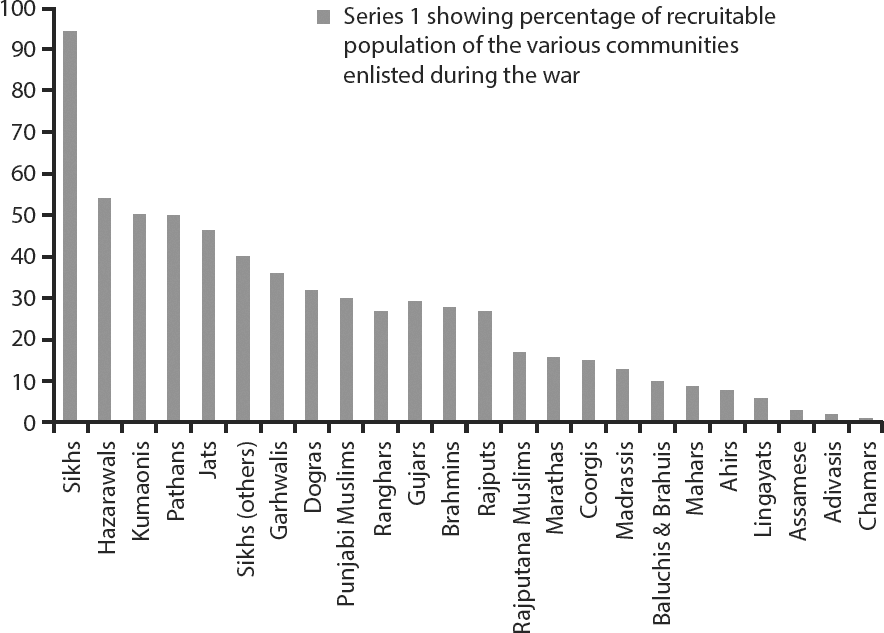 100
90
80
70
60
50
40
30
20
10
0
Series 1 showing percentage of recruitable
population of the various communities
enlisted during the war
Sikhs
Hazarawals
Kumaonis
Pathans
Jats
Sikhs (others)
Garhwalis
Dogras
Punjabi Muslims
Ranghars
Gujars
Brahmins
Rajputs
Rajputana Muslims
Marathas
Coorgis
Madrassis
Baluchis & Brahuis
Mahars
Ahirs
Lingayats
Assamese
Adivasis
Chamars